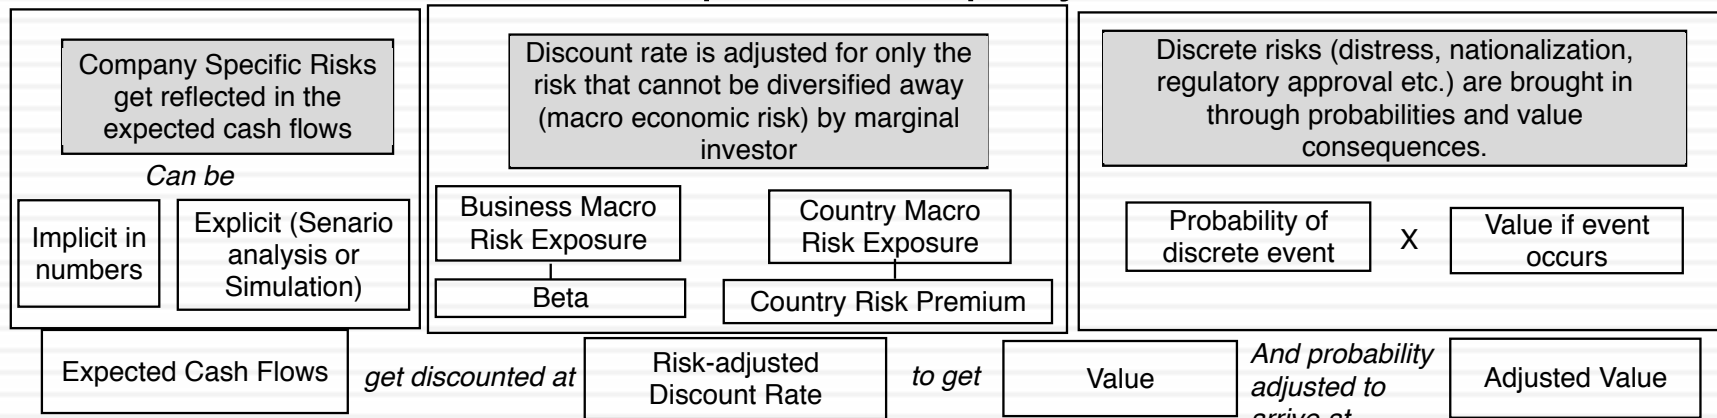 Company Specific Risks
get reflected in the
expected cash flows
Can be
Implicit in
numbers
Explicit (Senario
analysis or
Simulation)
Discount rate is adjusted for only the
risk that cannot be diversified away
(macro economic risk) by marginal
investor
Business Macro
Risk Exposure
Beta
Country Macro
Risk Exposure
Country Risk Premium
Discrete risks (distress, nationalization,
regulatory approval etc.) are brought in
through probabilities and value
consequences.
Probability of
discrete event
X
Value if event
occurs
Expected Cash Flows
get discounted at
Risk-adjusted
Discount Rate
to get
Value
And probability
adjusted to
arrive at
Adjusted Value